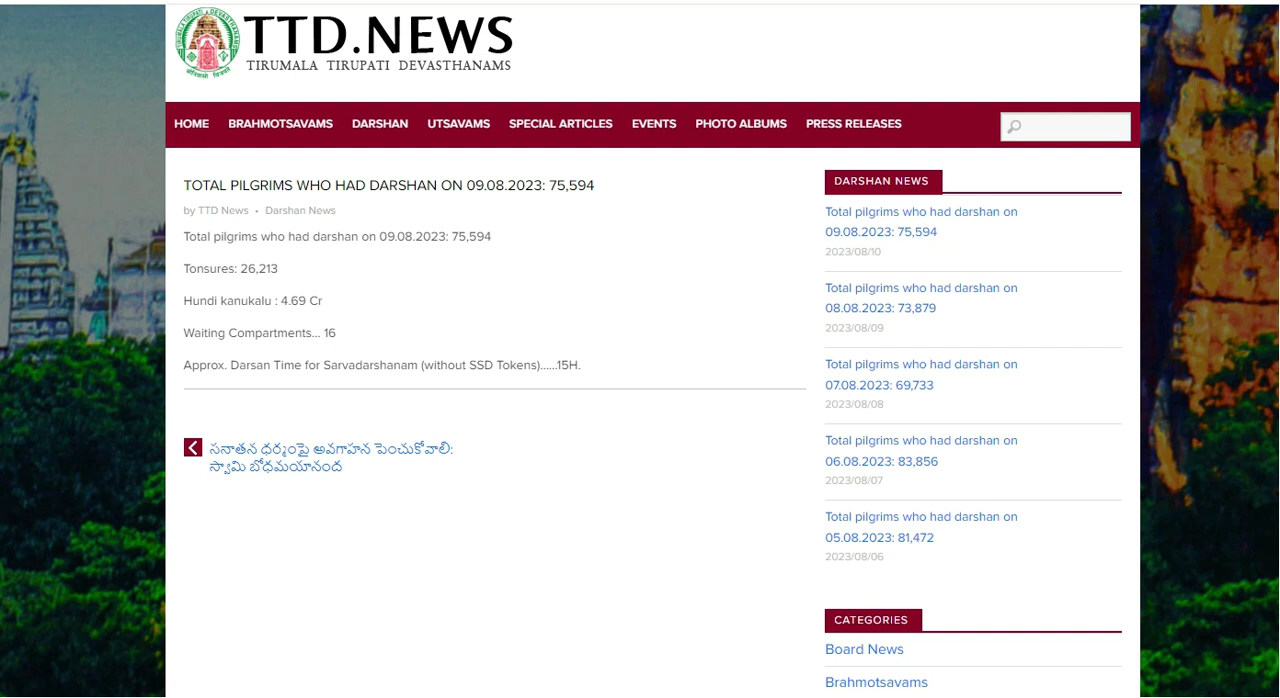 TTD.NEWS
TIRUMALA TIRUPATI DEVASTHANAMS
HOME BRAHMOTSAVAMS DARSHAN UTSAVAMS SPECIAL ARTICLES EVENTS PHOTO ALBUMS PRESS RELEASES
TOTAL PILGRIMS WHO HAD DARSHAN ON 09.08.2023: 75,594
by TTD News • Darshan News
Total pilgrims who had darshan on 09.08.2023: 75,594
Tonsures: 26,213
Hundi kanukalu : 4.69 Cr
Waiting Compartments... 16
Approx. Darsan Time for Sarvadarshanam (without SSD Tokens)......15H.
సనాతన ధర్మంపై అవగాహన పెంచుకోవాలి:
స్వామి బోధమయానంద
DARSHAN NEWS
Total pilgrims who had darshan on
09.08.2023: 75,594
2023/08/10
Total pilgrims who had darshan on
08.08.2023: 73,879
2023/08/09
Total pilgrims who had darshan on
07.08.2023: 69,733
2023/08/08
Total pilgrims who had darshan on
06.08.2023: 83,856
2023/08/07
Total pilgrims who had darshan on
05.08.2023: 81,472
2023/08/06
CATEGORIES
Board News
Brahmotsavams